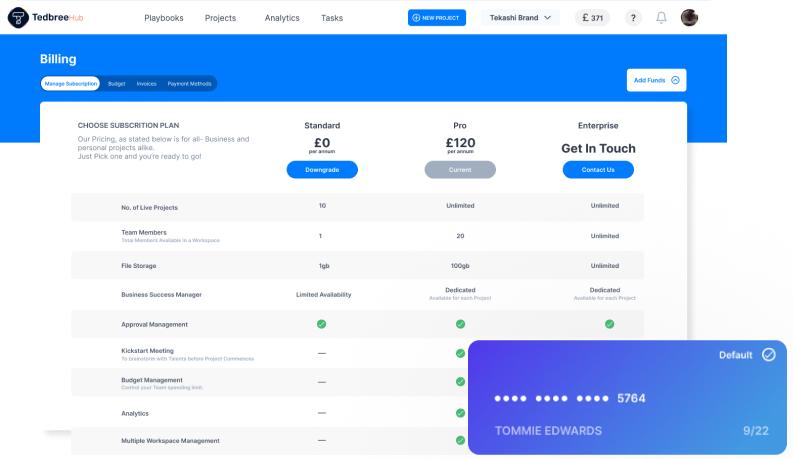 TedbreeHub
Playbooks Projects Analytics Tasks
NEW PROJECT
Tekashi Brand
£ 371
?
Billing
Manage Subscription Budget Invoices Payment Methods
Add Funds
CHOOSE SUBSCRITION PLAN
Our Pricing, as stated below is for all- Business and
personal projects alike.
Just Pick one and you're ready to go!
Standard Pro Enterprise
£0 £120 Get In Touch
per annum per annum
Downgrade Current Contact Us
No. of Live Projects 10 Unlimited Unlimited
Team Members 1 20 Unlimited
Total Members Available in a Workspace
File Storage 1gb 100gb Unlimited
Business Success Manager Limited Availability Dedicated Dedicated
Available for each Project Available for each Project
Approval Management
Kickstart Meeting —
To brainstorm with Talents before Project Commences
Budget Management —
Control your Team spending limit.
Analytics —
Multiple Workspace Management —
Default
•••• •••• •••• 5764
TOMMIE EDWARDS 9/22